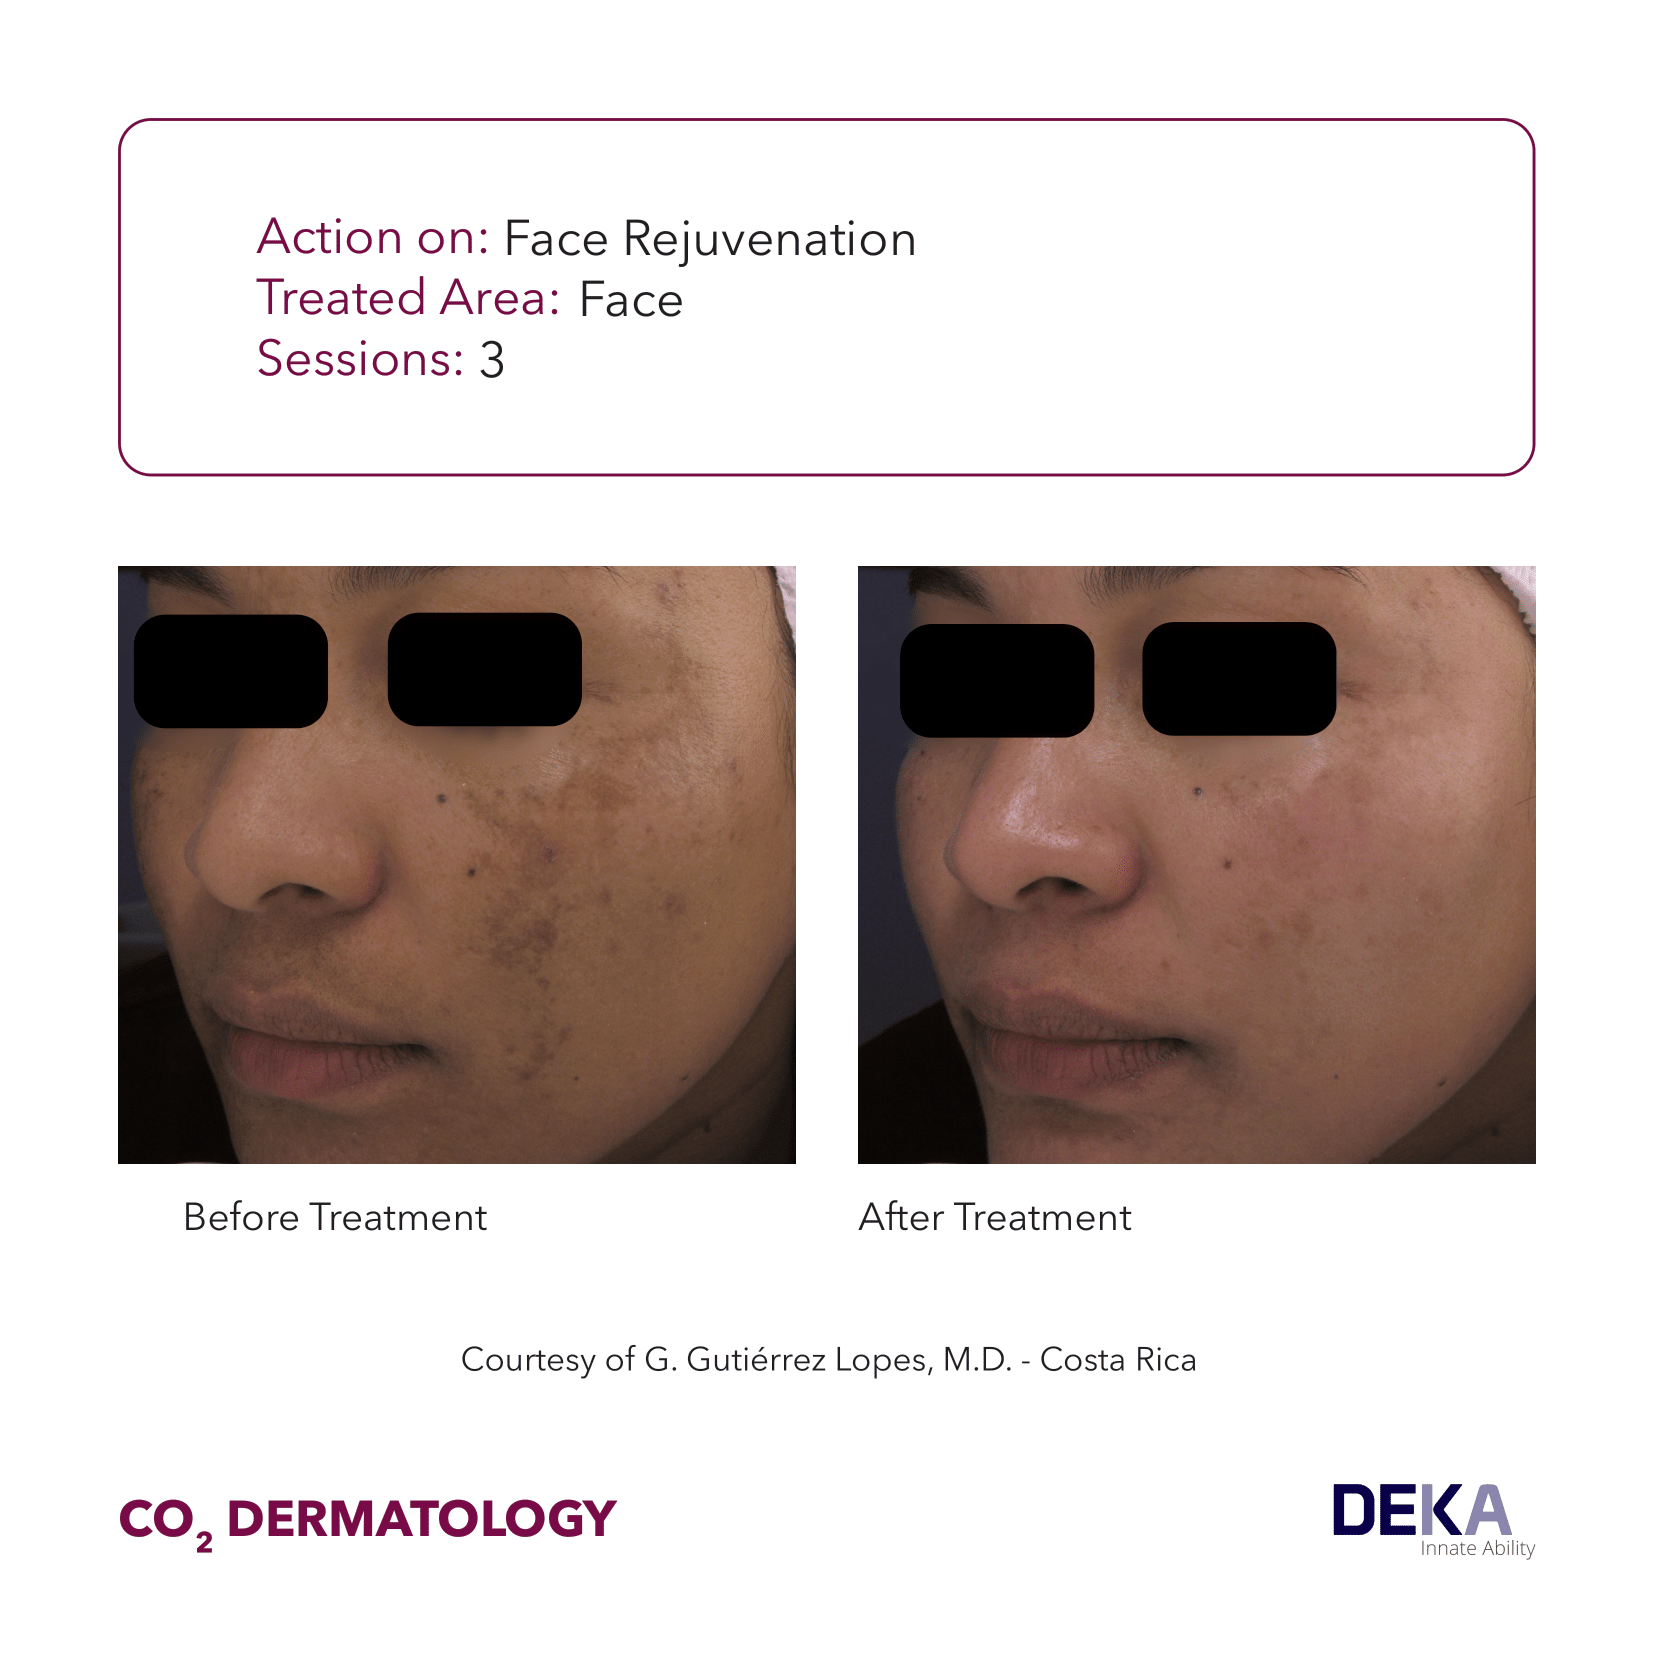 Action on: Face Rejuvenation
Treated Area: Face
Sessions: 3
Before Treatment
After Treatment
Courtesy of G. Gutiérrez Lopes, M.D. - Costa Rica
CO₂ DERMATOLOGY
DEKA
Innate Ability